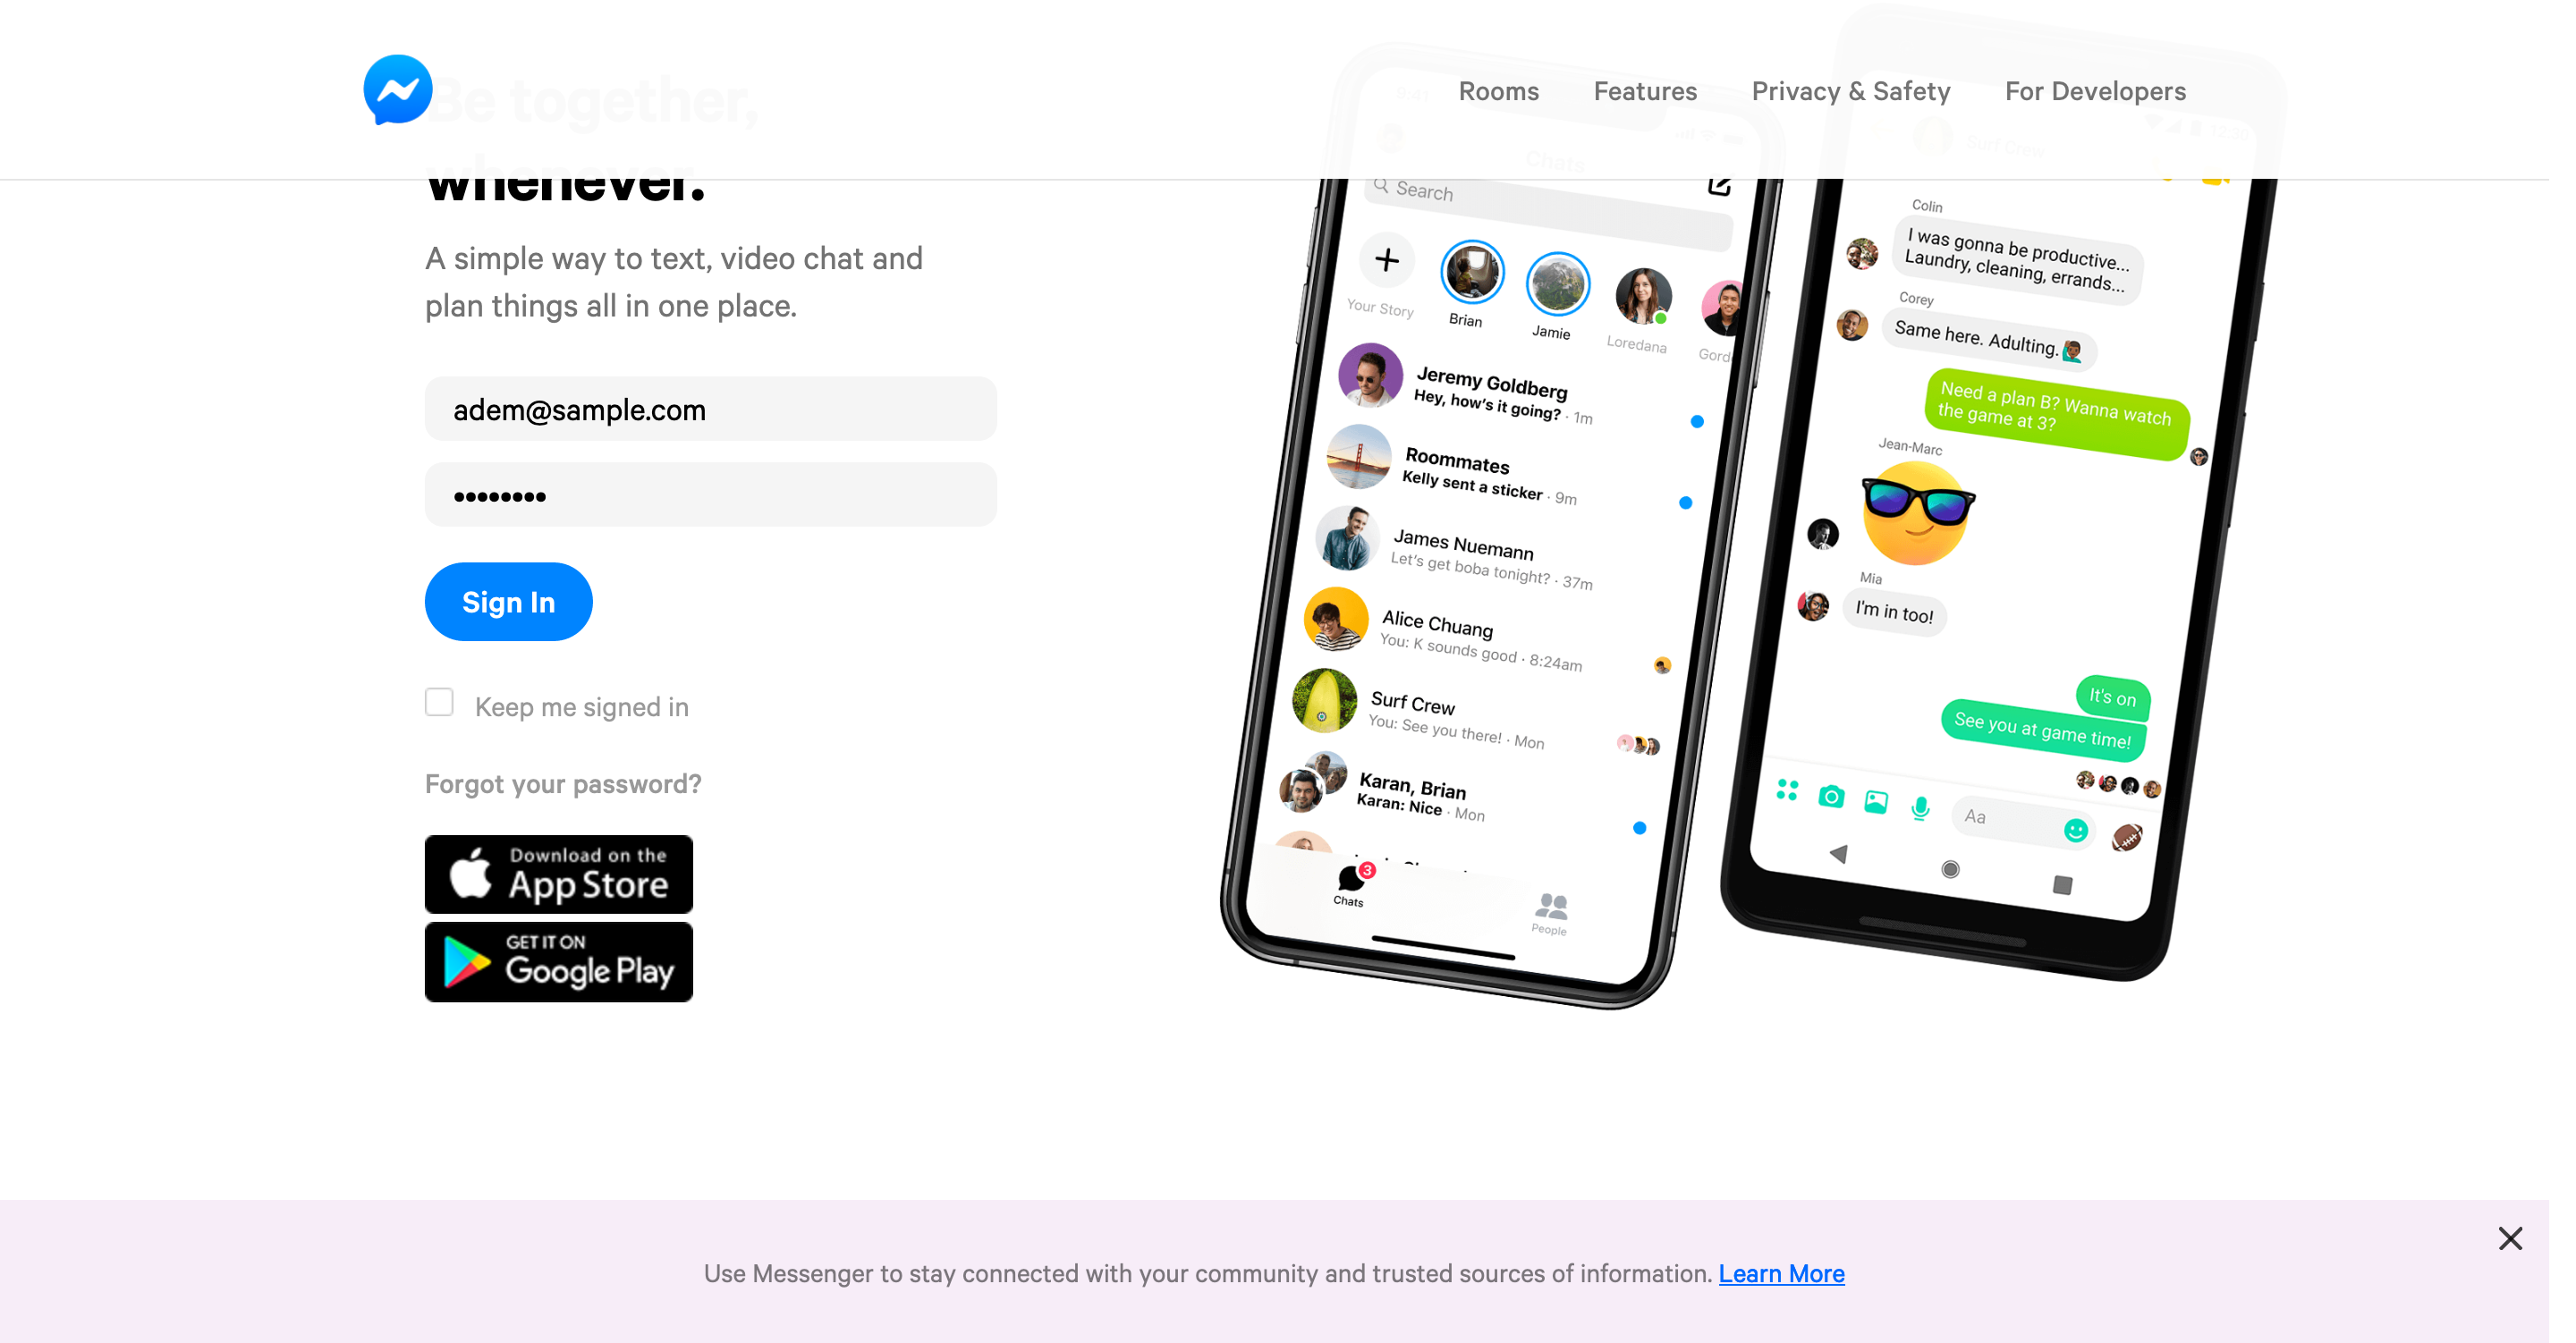 Be together,
whenever.
Rooms
Features
Privacy & Safety
For Developers
A simple way to text, video chat and
plan things all in one place.
adem@sample.com
••••••••
Sign In
Keep me signed in
Forgot your password?
Download on the
App Store
GET IT ON
Google Play
Chats
Search
Your Story
Brian
Jamie
Loredana
Jeremy Goldberg
Hey, how's it going? · 1m
Roommates
Kelly sent a sticker · 9m
James Nuemann
Let's get boba tonight? · 37m
Alice Chuang
You: K sounds good · 8:24am
Surf Crew
You: See you there! · Mon
Karan, Brian
Karan: Nice · Mon
3
Chats
People
Surf Crew
Colin
I was gonna be productive...
Laundry, cleaning, errands...
Corey
Same here. Adulting.
Need a plan B? Wanna watch
the game at 3?
Jean-Marc
Mia
I'm in too!
It's on
See you at game time!
Aa
Use Messenger to stay connected with your community and trusted sources of information. Learn More